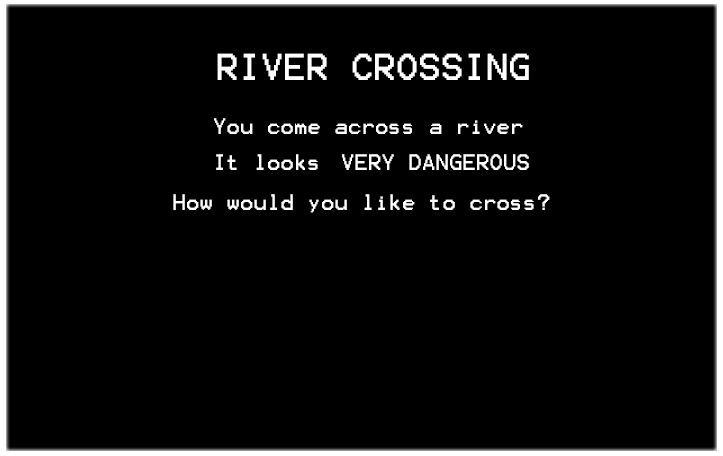 RIVER CROSSING
You come across a river
It looks VERY DANGEROUS
How would you like to cross?